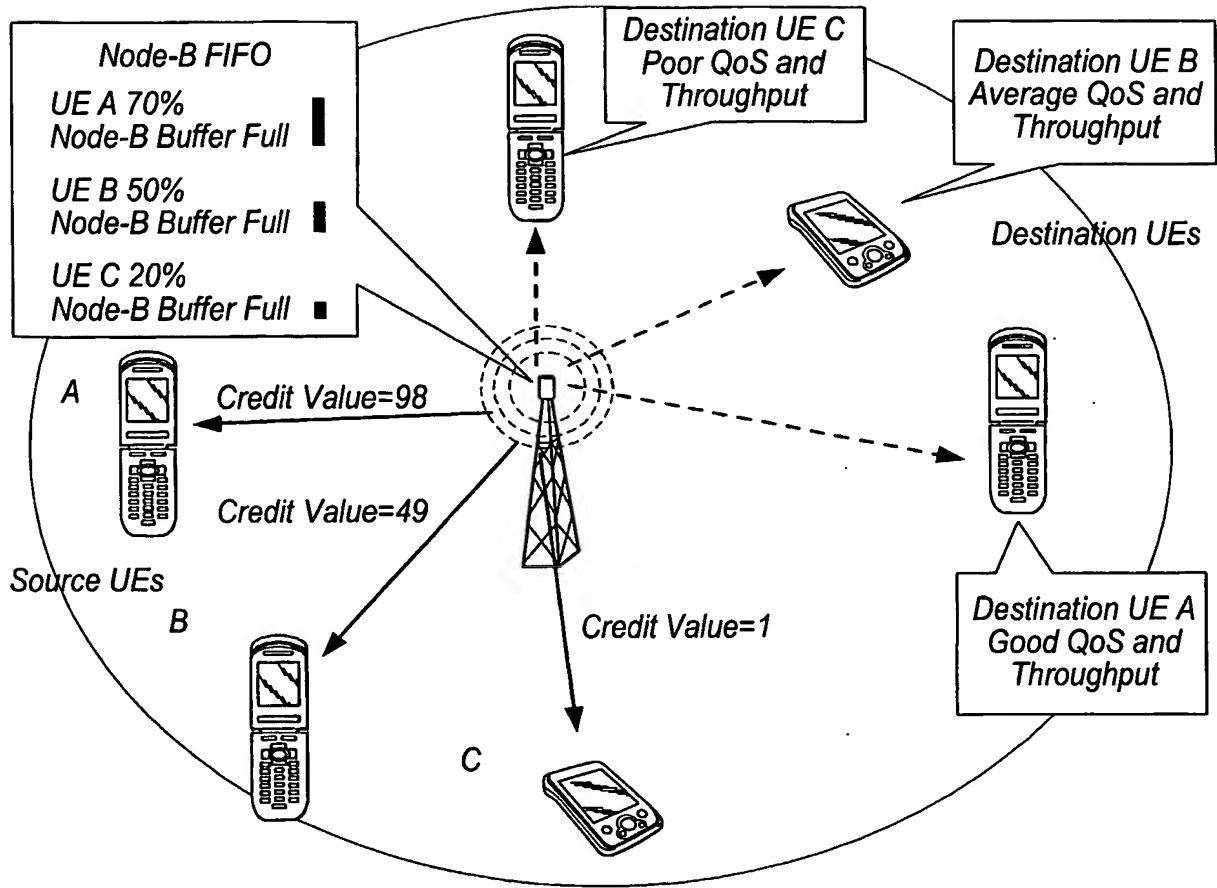 Node-B FIFO
UE A 70%
Node-B Buffer Full
UE B 50%
Node-B Buffer Full
UE C 20%
Node-B Buffer Full
Destination UE C
Poor QoS and
Throughput
Destination UE B
Average QoS and
Throughput
Destination UEs
A
Credit Value=98
Credit Value=49
Source UEs
B
Credit Value=1
C
Destination UE A
Good QoS and
Throughput